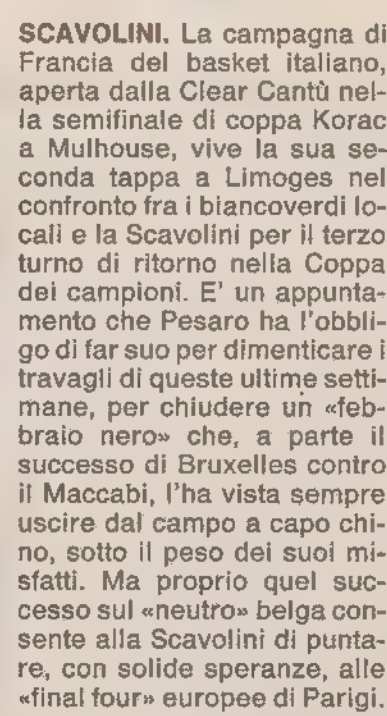 SCAVOLINI. La campagna di
Francia del basket italiano,
aperta dalla Clear Cantù nel-
la semifinale di coppa Korac
a Mulhouse, vive la sua se-
conda tappa a Limoges nel
confronto fra i biancoverdi lo-
cali e la Scavolini per il terzo
turno di ritorno nella Coppa
dei campioni. E' un appunta-
mento che Pesaro ha l'obbli-
go di far suo per dimenticare i
travagli di queste ultime setti-
mane, per chiudere un «feb-
braio nero» che, a parte il
successo di Bruxelles contro
il Maccabi, l'ha vista sempre
uscire dal campo a capo chi-
no, sotto il peso dei suoi mi-
sfatti. Ma proprio quel suc-
cesso sul «neutro» belga con-
sente alla Scavolini di punta-
re, con solide speranze, alle
«final four» europee di Parigi.